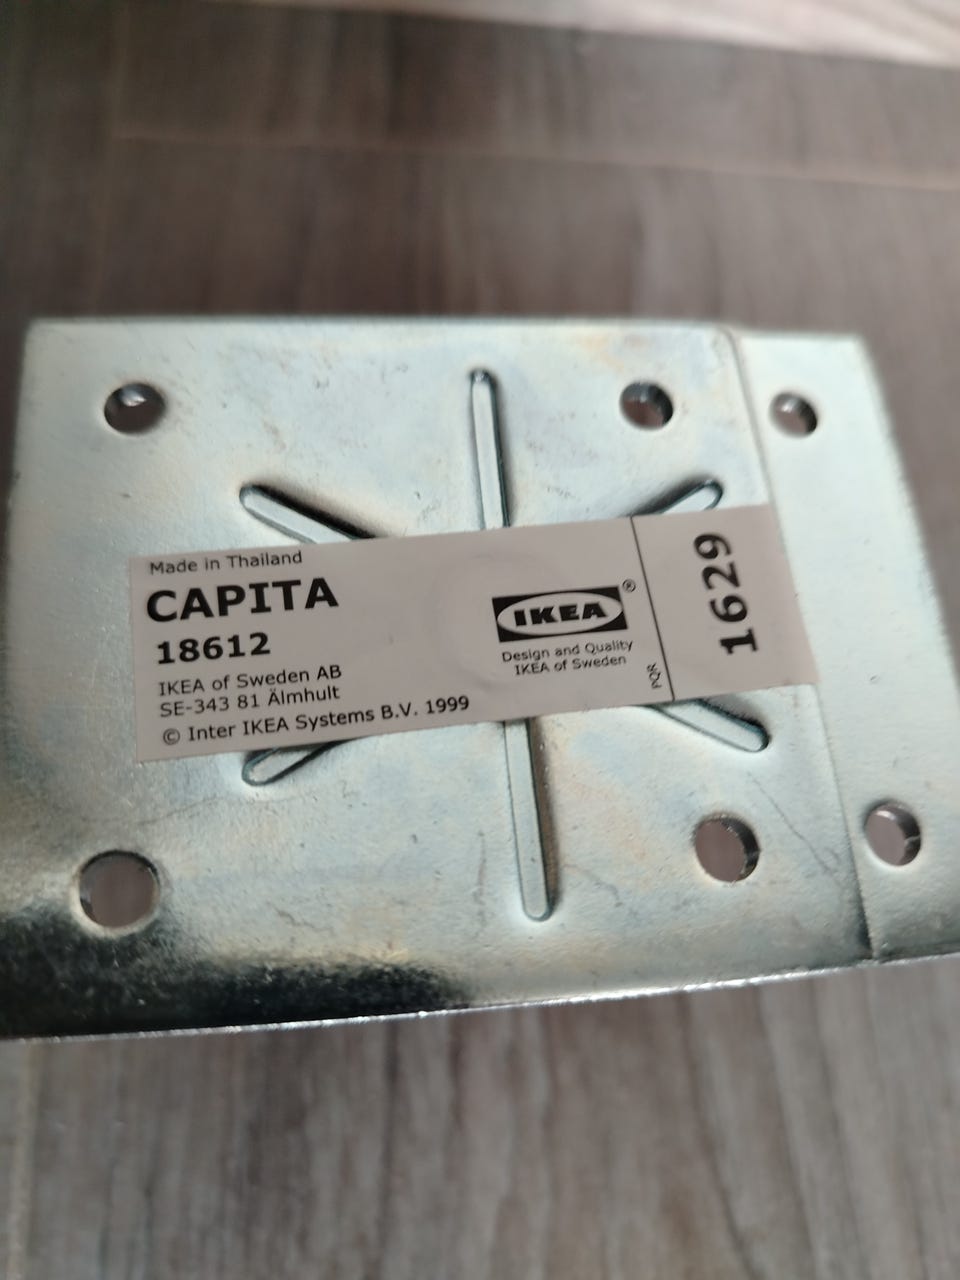 Made in Thailand
CAPITA
18612
IKEA of Sweden AB
SE-343 81 Älmhult
© Inter IKEA Systems B.V. 1999
IKEA®
Design and Quality
IKEA of Sweden
PQR
1629